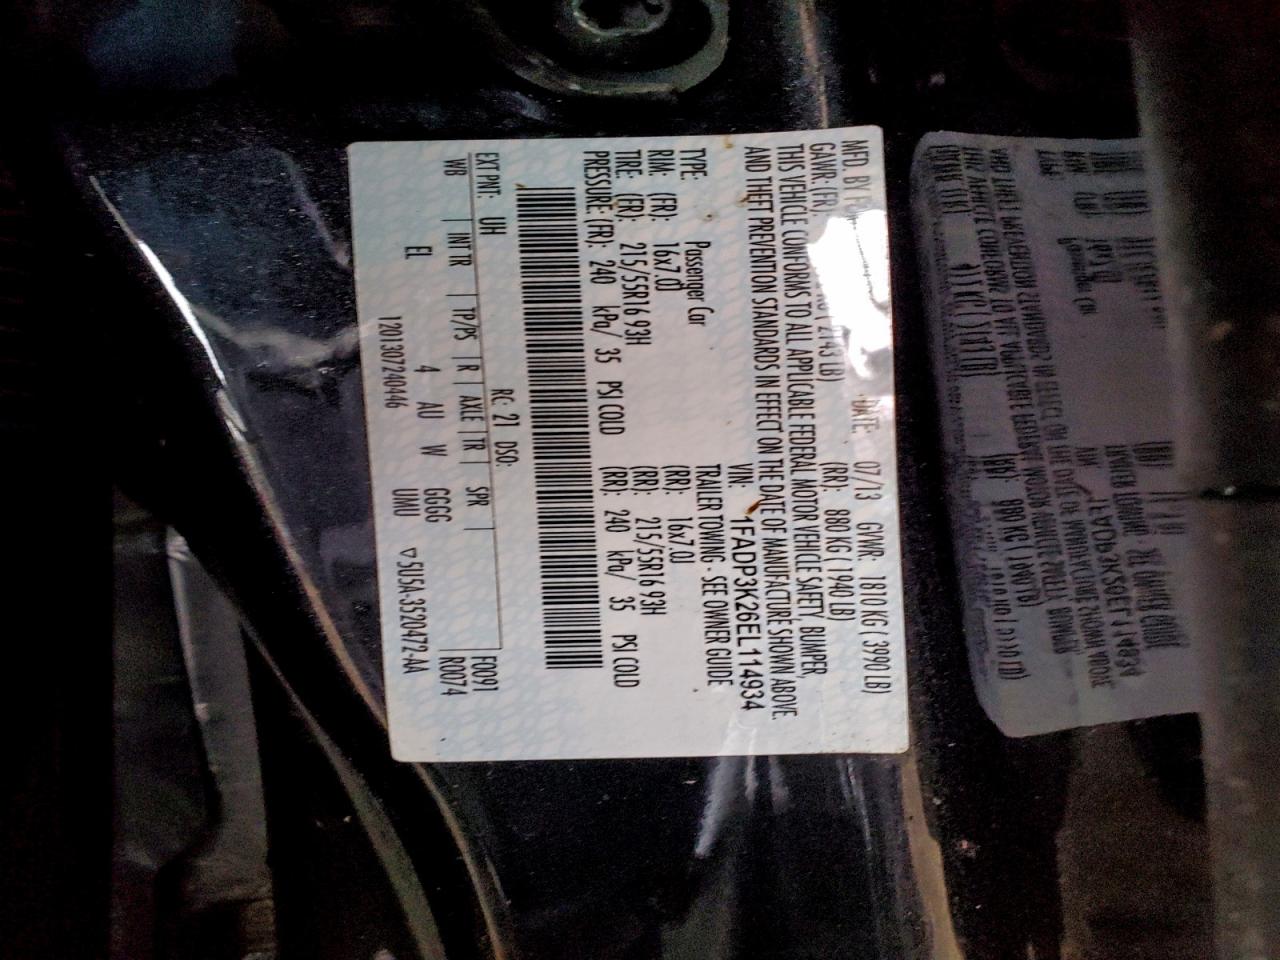 MFD. BY F DATE: 07/13 GVWR: 1810 KG ( 3990 LB)
GAWR: (FR): LB) (RR): 880 KG ( 1940 LB)
THIS VEHICLE CONFORMS TO ALL APPLICABLE FEDERAL MOTOR VEHICLE SAFETY, BUMPER,
AND THEFT PREVENTION STANDARDS IN EFFECT ON THE DATE OF MANUFACTURE SHOWN ABOVE.
VIN: 1FADP3K26EL114934
TYPE: Passenger Car TRAILER TOWING - SEE OWNER GUIDE
RIM: (FR): 16x7.0J (RR): 16x7.0J
TIRE: (FR): 215/55R16 93H (RR): 215/55R16 93H
PRESSURE: FR): 240 kPa/ 35 PSI COLD (RR): 240 kPa/ 35 PSI COLD
EXT PNT: UH RC: 21 DSO: F0091
WB INT TR TP/PS R AXLE TR SPR R0074
EL 4 AU W GGGG
1201307240446 UMU ▽5U5A-3520472-AA